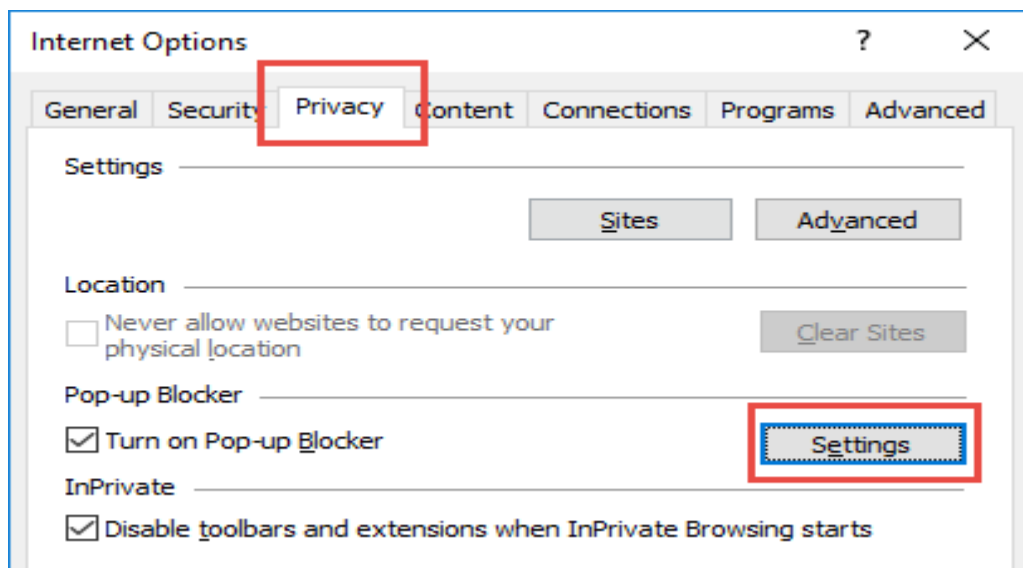 Internet Options ?
General Security Privacy Content Connections Programs Advanced
Settings
Sites Advanced
Location
Never allow websites to request your
physical location
Clear Sites
Pop-up Blocker
Turn on Pop-up Blocker
Settings
InPrivate
Disable toolbars and extensions when InPrivate Browsing starts